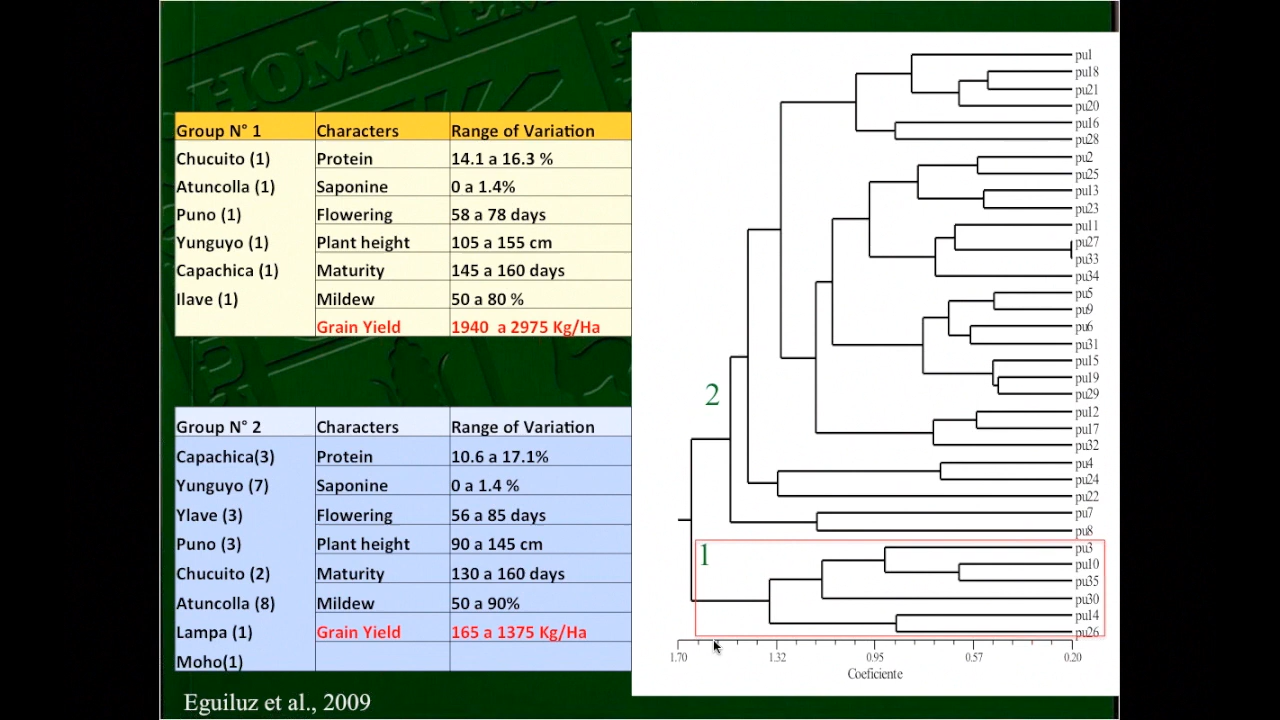 HOMINEM
Group N° 1 Characters Range of Variation
Chucuito (1) Protein 14.1 a 16.3 %
Atuncolla (1) Saponine 0 a 1.4%
Puno (1) Flowering 58 a 78 days
Yunguyo (1) Plant height 105 a 155 cm
Capachica (1) Maturity 145 a 160 days
Ilave (1) Mildew 50 a 80 %
Grain Yield 1940 a 2975 Kg/Ha
Group N° 2 Characters Range of Variation
Capachica(3) Protein 10.6 a 17.1%
Yunguyo (7) Saponine 0 a 1.4 %
Ylave (3) Flowering 56 a 85 days
Puno (3) Plant height 90 a 145 cm
Chucuito (2) Maturity 130 a 160 days
Atuncolla (8) Mildew 50 a 90%
Lampa (1) Grain Yield 165 a 1375 Kg/Ha
Moho(1)
Eguiluz et al., 2009
pu1
pu18
pu21
pu20
pu16
pu28
pu2
pu25
pu13
pu23
pu11
pu27
pu33
pu34
pu5
pu9
pu6
pu31
pu15
pu19
pu29
pu12
pu17
pu32
pu4
pu24
pu22
pu7
pu8
pu3
pu10
pu35
pu30
pu14
pu26
2
1
1.70 1.32 0.95 0.57 0.20
Coeficiente